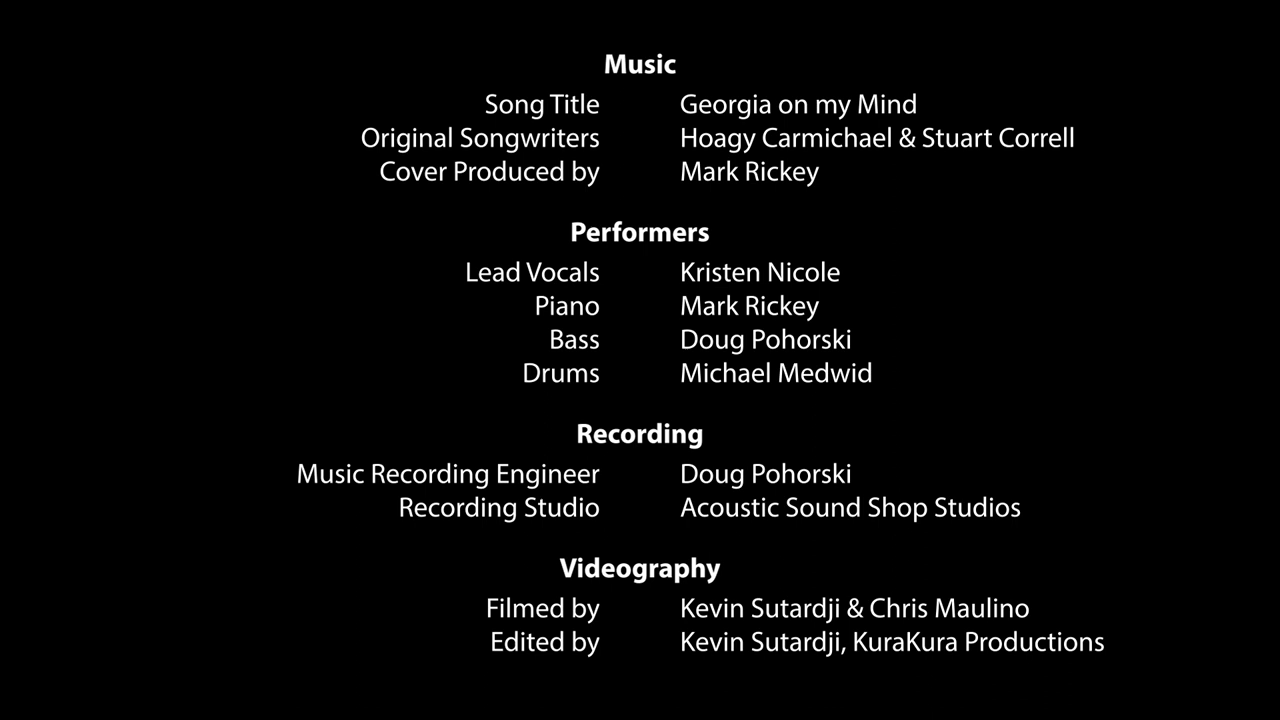 Music
Song Title Georgia on my Mind
Original Songwriters Hoagy Carmichael & Stuart Correll
Cover Produced by Mark Rickey
Performers
Lead Vocals Kristen Nicole
Piano Mark Rickey
Bass Doug Pohorski
Drums Michael Medwid
Recording
Music Recording Engineer Doug Pohorski
Recording Studio Acoustic Sound Shop Studios
Videography
Filmed by Kevin Sutardji & Chris Maulino
Edited by Kevin Sutardji, KuraKura Productions